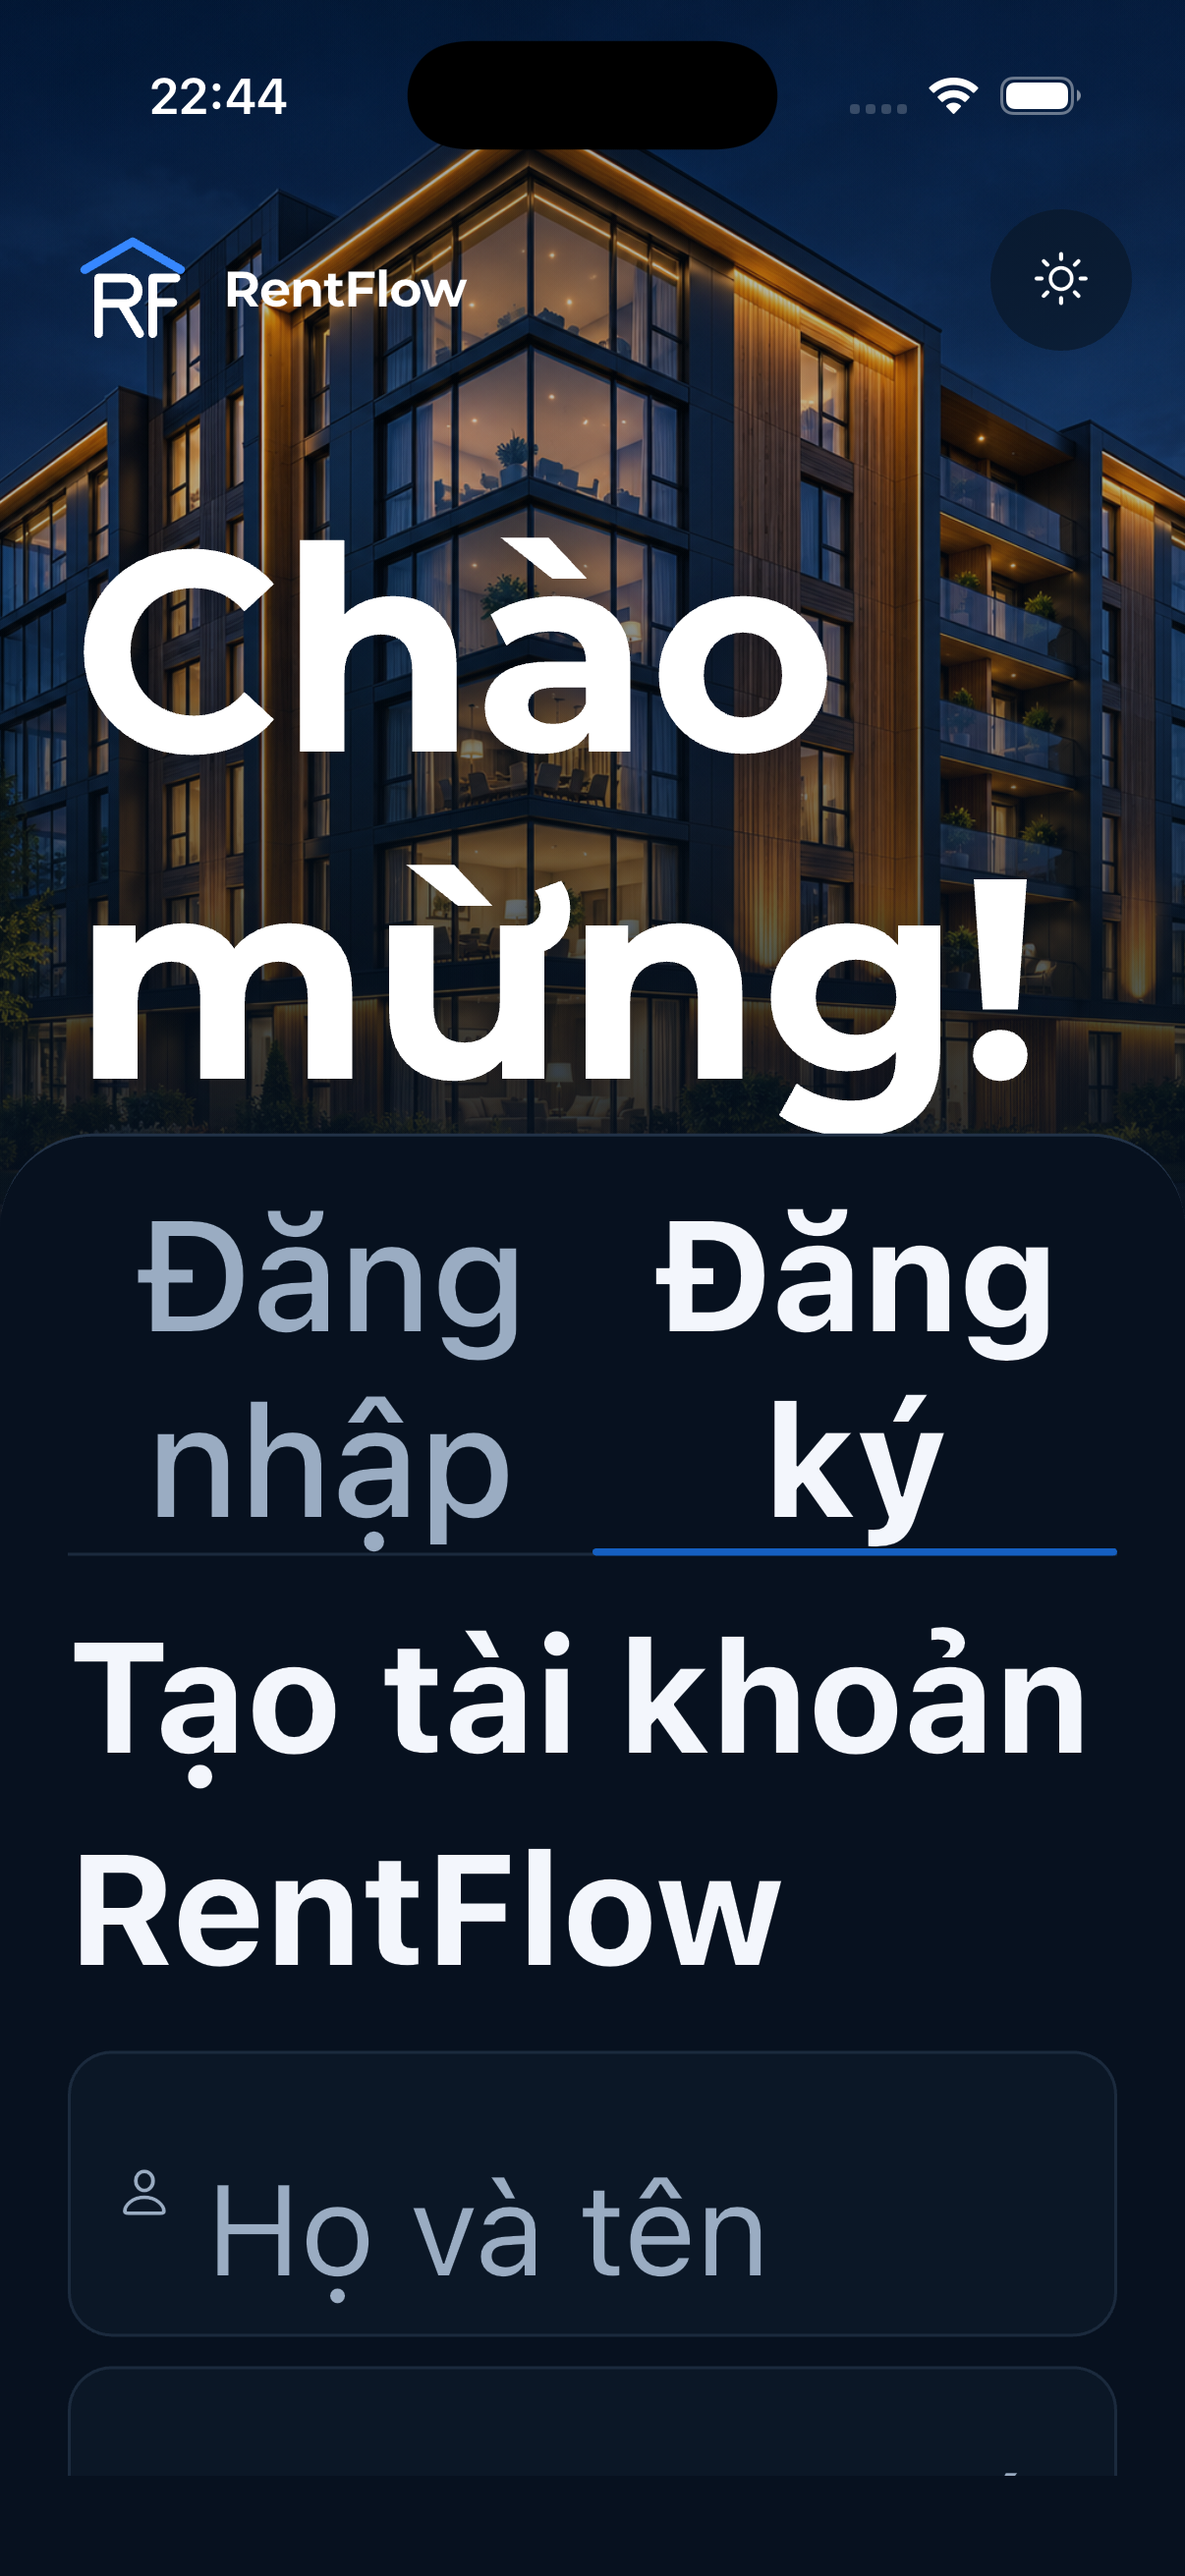 22:44
RF RentFlow
Chào
mừng!
Đăng nhập
Đăng ký
Tạo tài khoản
RentFlow
Họ và tên